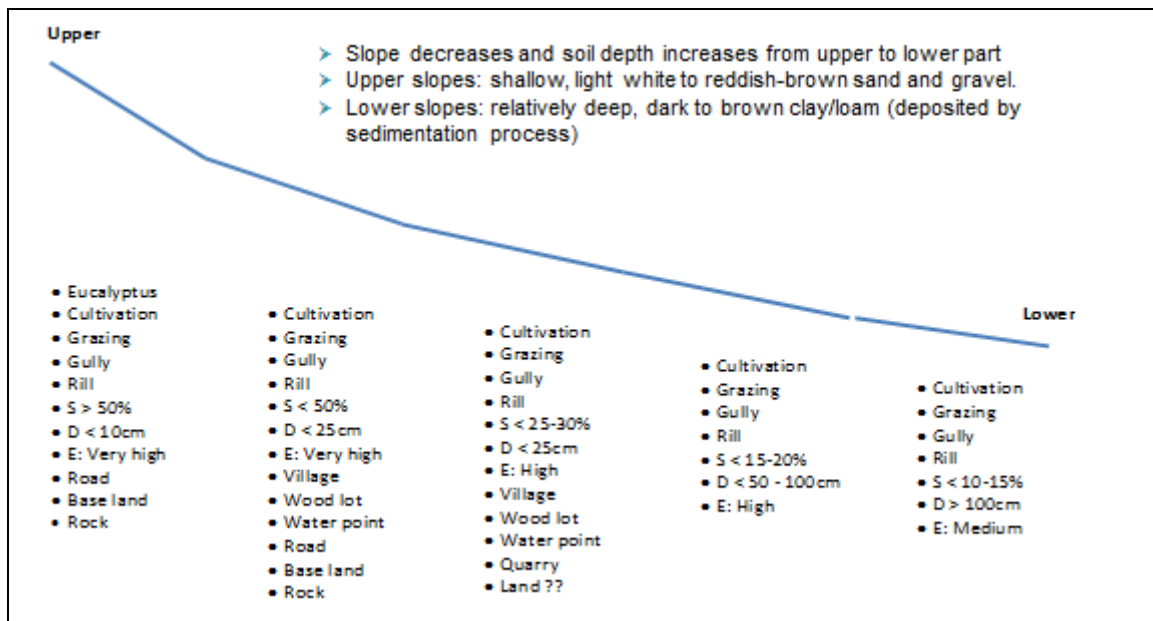 Upper
➢ Slope decreases and soil depth increases from upper to lower part
➢ Upper slopes: shallow, light white to reddish-brown sand and gravel.
➢ Lower slopes: relatively deep, dark to brown clay/loam (deposited by
sedimentation process)
• Eucalyptus
• Cultivation
• Grazing
• Gully
• Rill
• S > 50%
• D < 10cm
• E: Very high
• Road
• Base land
• Rock
• Cultivation
• Grazing
• Gully
• Rill
• S < 50%
• D < 25cm
• E: Very high
• Village
• Wood lot
• Water point
• Road
• Base land
• Rock
• Cultivation
• Grazing
• Gully
• Rill
• S < 25-30%
• D < 25cm
• E: High
• Village
• Wood lot
• Water point
• Quarry
• Land ??
• Cultivation
• Grazing
• Gully
• Rill
• S < 15-20%
• D < 50 - 100cm
• E: High
Lower
• Cultivation
• Grazing
• Gully
• Rill
• S < 10-15%
• D > 100cm
• E: Medium